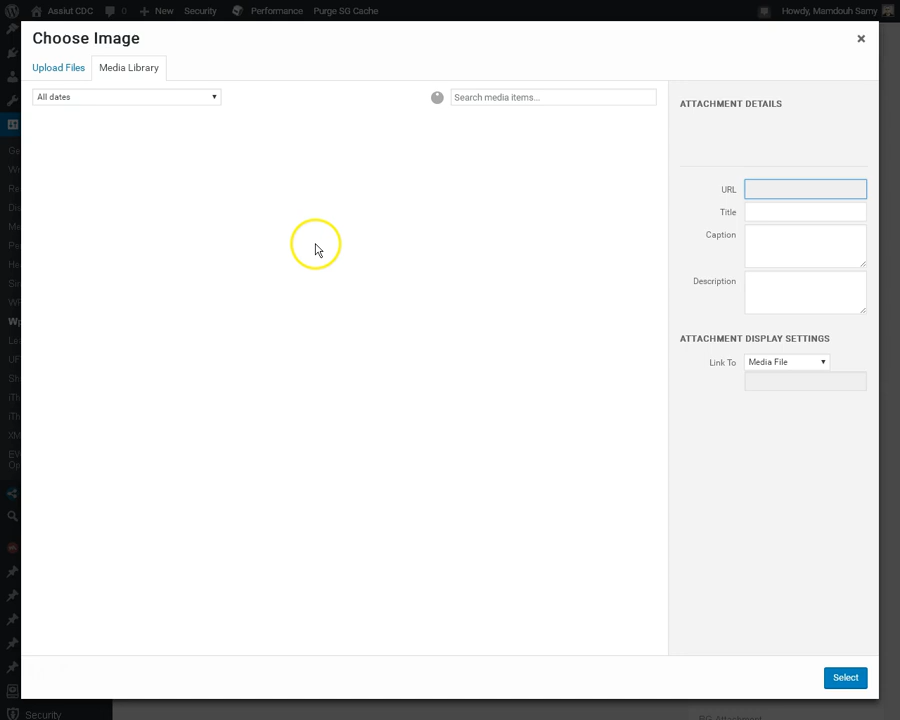 Assiut CDC 0 New Security Performance Purge SG Cache Howdy, Mamdouh Samy
Choose Image
Upload Files Media Library
All dates Search media items...
ATTACHMENT DETAILS
URL
Title
Caption
Description
ATTACHMENT DISPLAY SETTINGS
Link To Media File
Select
Security